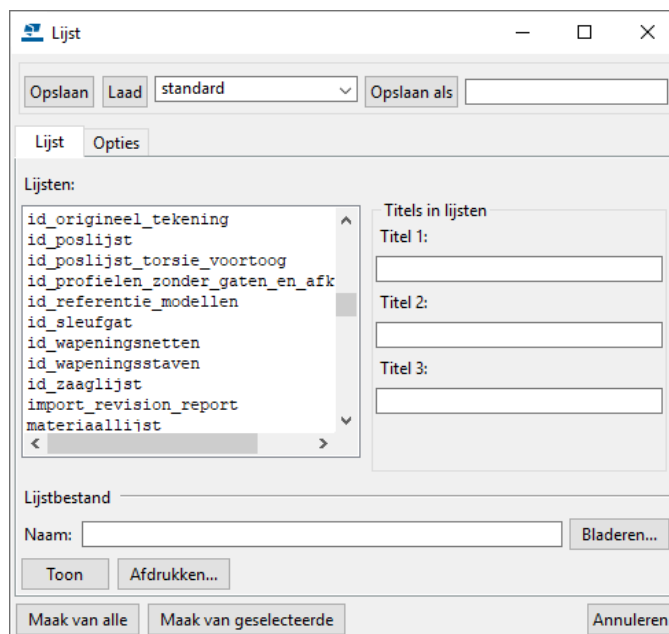 Lijst
Opslaan Laad standard Opslaan als
Lijst Opties
Lijsten:
id_origineel_tekening
id_poslijst
id_poslijst_torsie_voortoog
id_profielen_zonder_gaten_en_afk
id_referentie_modellen
id_sleufgat
id_wapeningsnetten
id_wapeningsstaven
id_zaaglijst
import_revision_report
materiaallijst
Titels in lijsten
Titel 1:
Titel 2:
Titel 3:
Lijstbestand
Naam: Bladeren...
Toon Afdrukken...
Maak van alle Maak van geselecteerde Annuleren